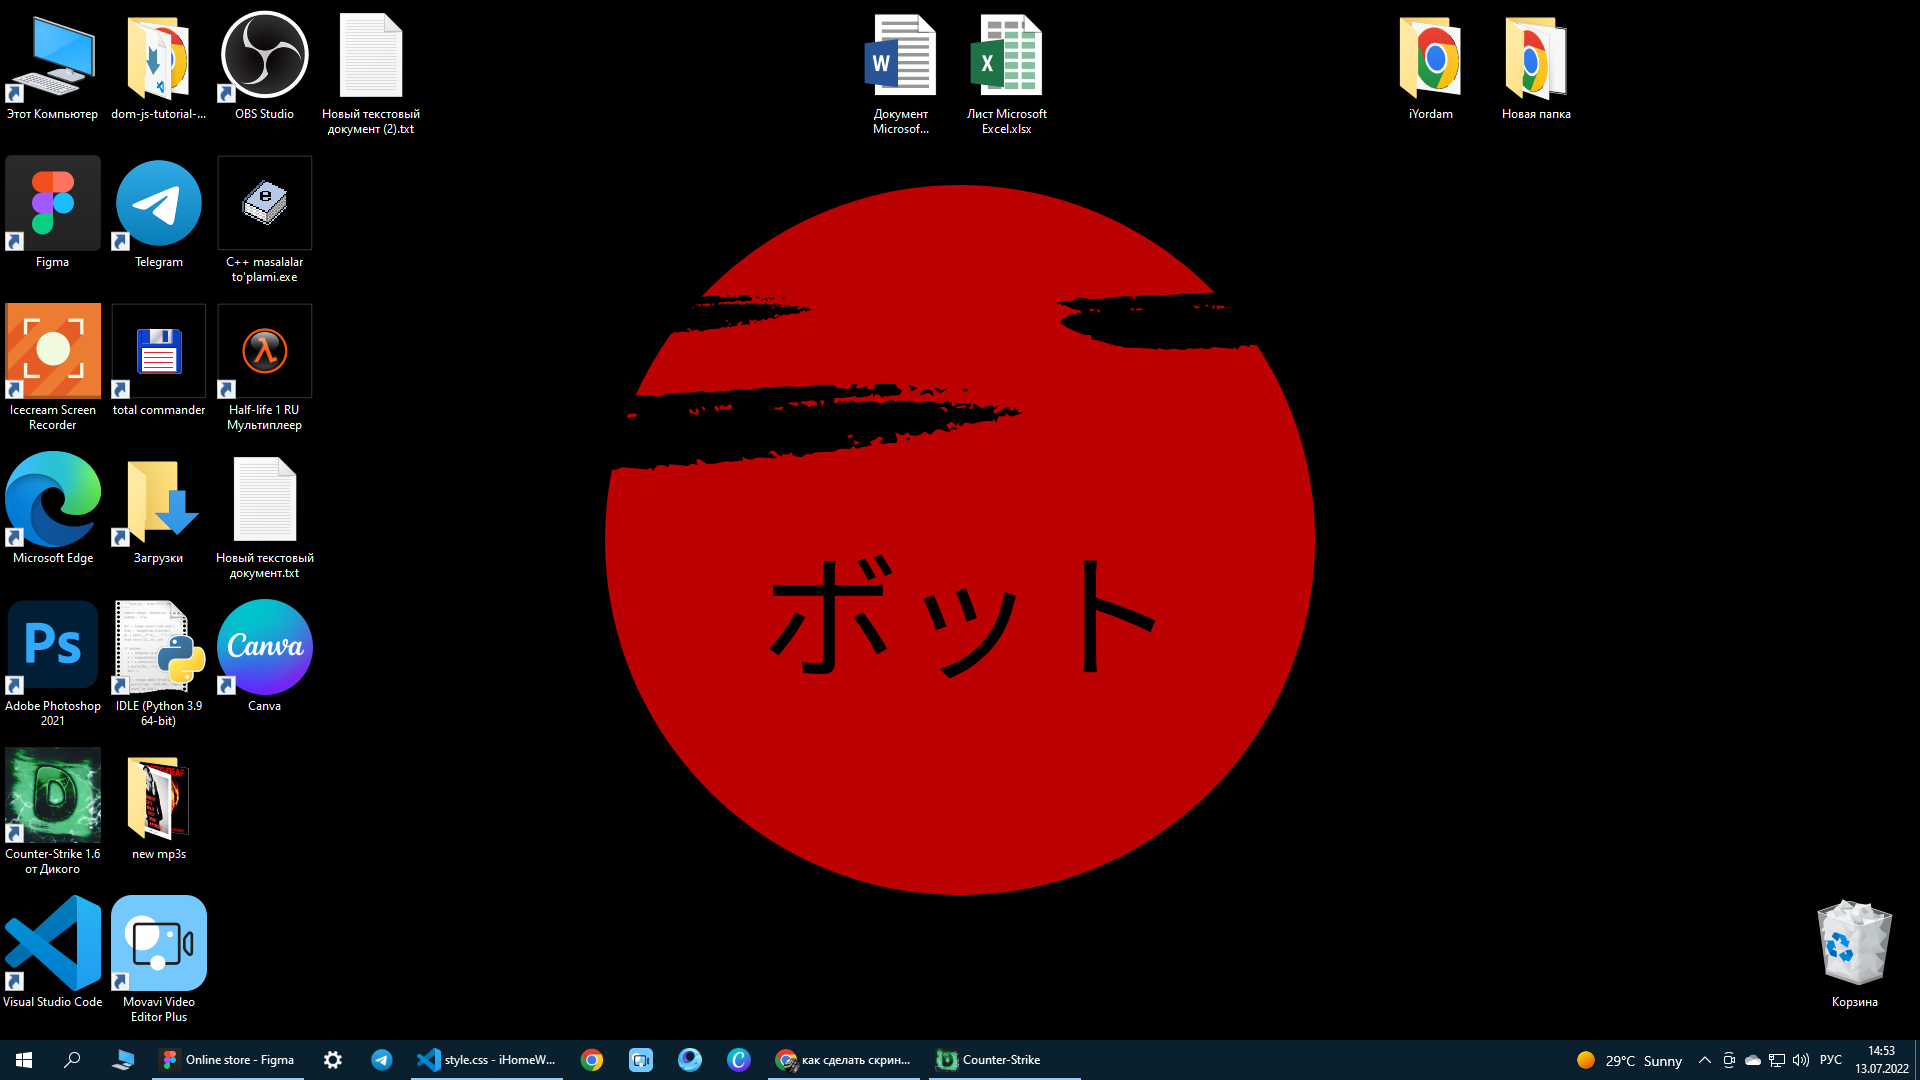 Этот Компьютер
dom-js-tutorial-...
OBS Studio
Новый текстовый
документ (2).txt
Документ
Microsof...
Лист Microsoft
Excel.xlsx
iYordam
Новая папка
Figma
Telegram
C++ masalalar
to'plami.exe
Icecream Screen
Recorder
total commander
Half-life 1 RU
Мультиплеер
Microsoft Edge
Загрузки
Новый текстовый
документ.txt
ボット
Ps
Canva
Adobe Photoshop
2021
IDLE (Python 3.9
64-bit)
Canva
Counter-Strike 1.6
от Дикого
new mp3s
Visual Studio Code
Movavi Video
Editor Plus
Корзина
Online store - Figma
style.css - iHomeW...
как сделать скрин...
Counter-Strike
29°C Sunny
РУС
14:53
13.07.2022